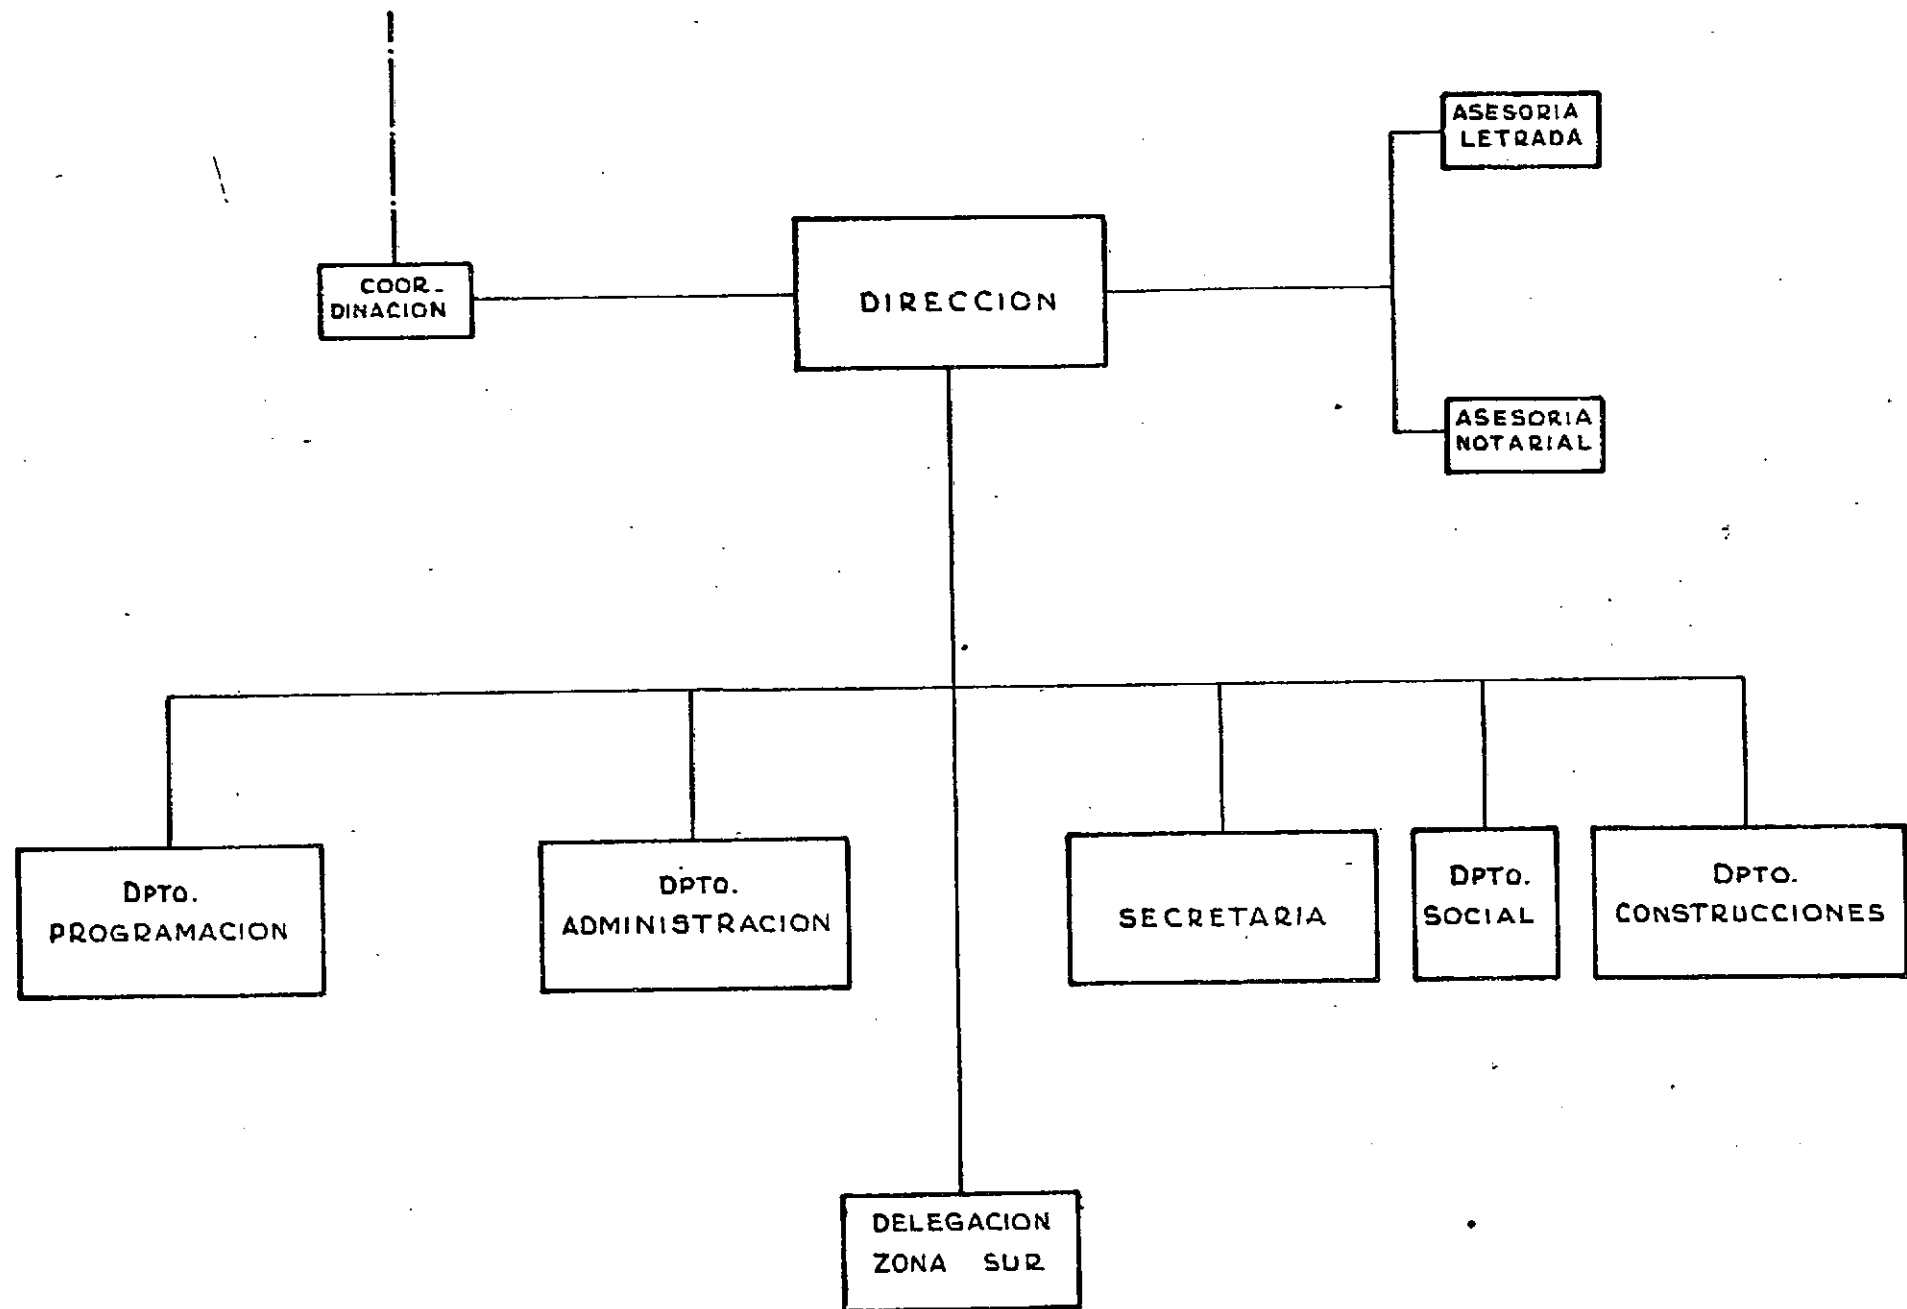 ASESORIA
LETRADA
COOR-
DINACION
DIRECCION
ASESORIA
NOTARIAL
DPTO.
PROGRAMACION
DPTO.
ADMINISTRACION
SECRETARIA
DPTO.
SOCIAL
DPTO.
CONSTRUCCIONES
DELEGACION
ZONA SUR